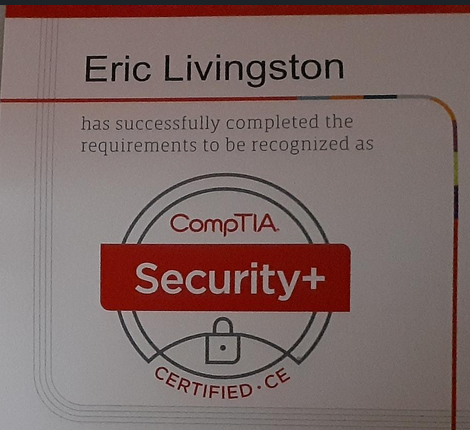 Eric Livingston
has successfully completed the
requirements to be recognized as
CompTIA.
Security+
CERTIFIED·CE